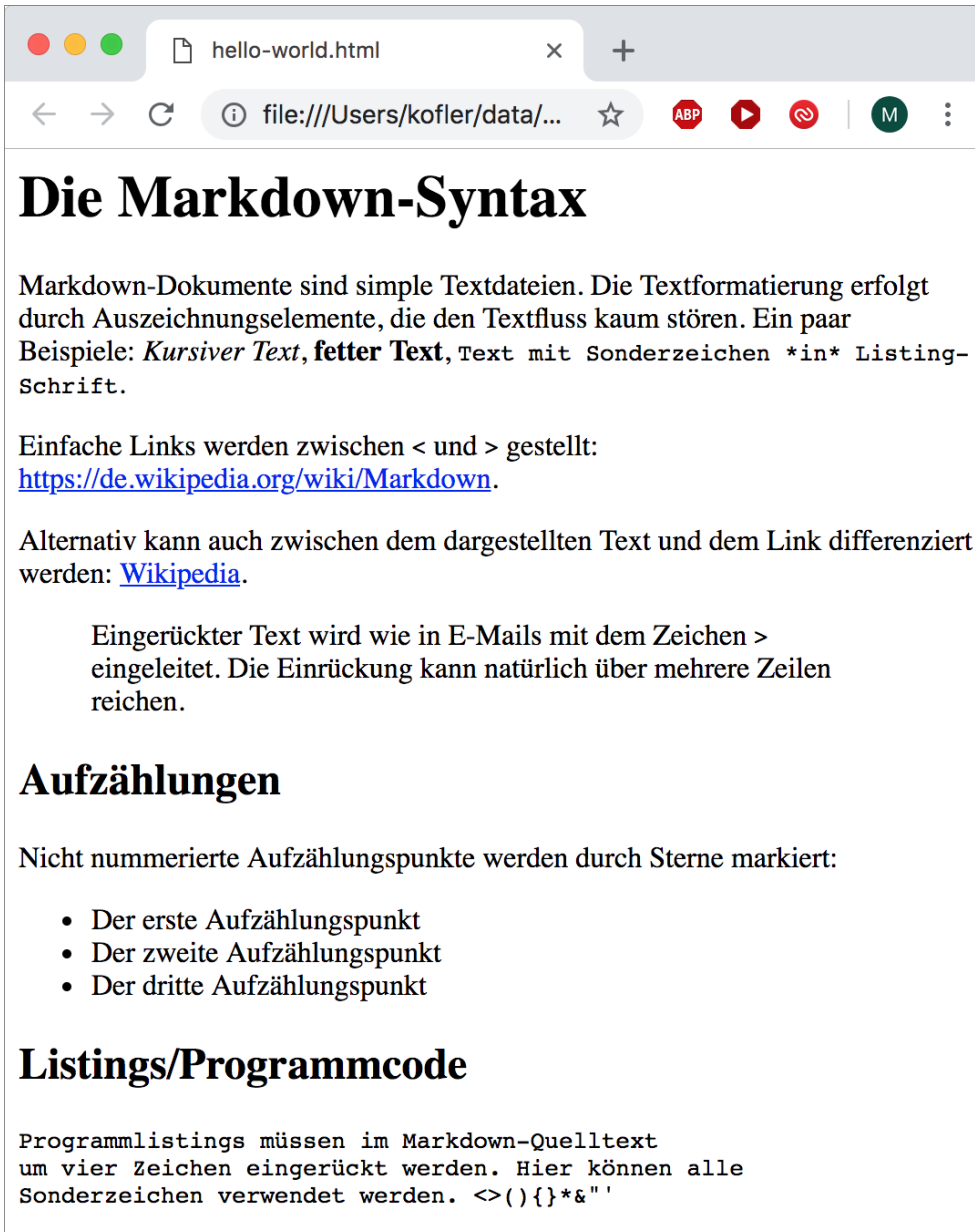 hello-world.html
file:///Users/kofler/data/...
ABP
M
Die Markdown-Syntax
Markdown-Dokumente sind simple Textdateien. Die Textformatierung erfolgt
durch Auszeichnungselemente, die den Textfluss kaum stören. Ein paar
Beispiele: Kursiver Text, fetter Text, Text mit Sonderzeichen *in* Listing-
Schrift.
Einfache Links werden zwischen < und > gestellt:
https://de.wikipedia.org/wiki/Markdown.
Alternativ kann auch zwischen dem dargestellten Text und dem Link differenziert
werden: Wikipedia.
Eingerückter Text wird wie in E-Mails mit dem Zeichen >
eingeleitet. Die Einrückung kann natürlich über mehrere Zeilen
reichen.
Aufzählungen
Nicht nummerierte Aufzählungspunkte werden durch Sterne markiert:
• Der erste Aufzählungspunkt
• Der zweite Aufzählungspunkt
• Der dritte Aufzählungspunkt
Listings/Programmcode
Programmlistings müssen im Markdown-Quelltext
um vier Zeichen eingerückt werden. Hier können alle
Sonderzeichen verwendet werden. <>(){}*&"'